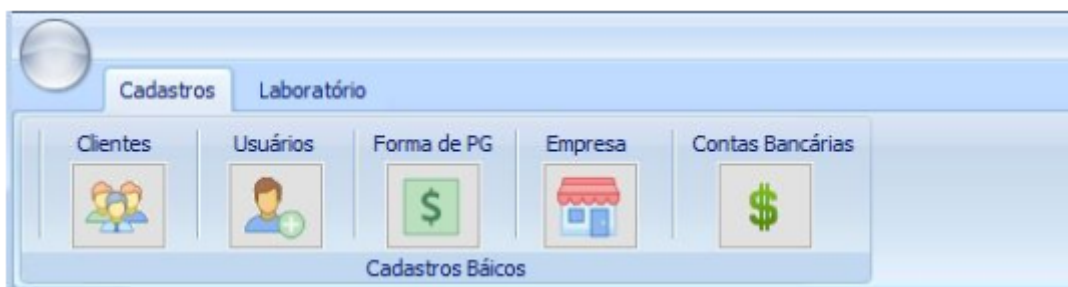 Cadastros Laboratório
Clientes Usuários Forma de PG Empresa Contas Bancárias
$ $
Cadastros Báicos